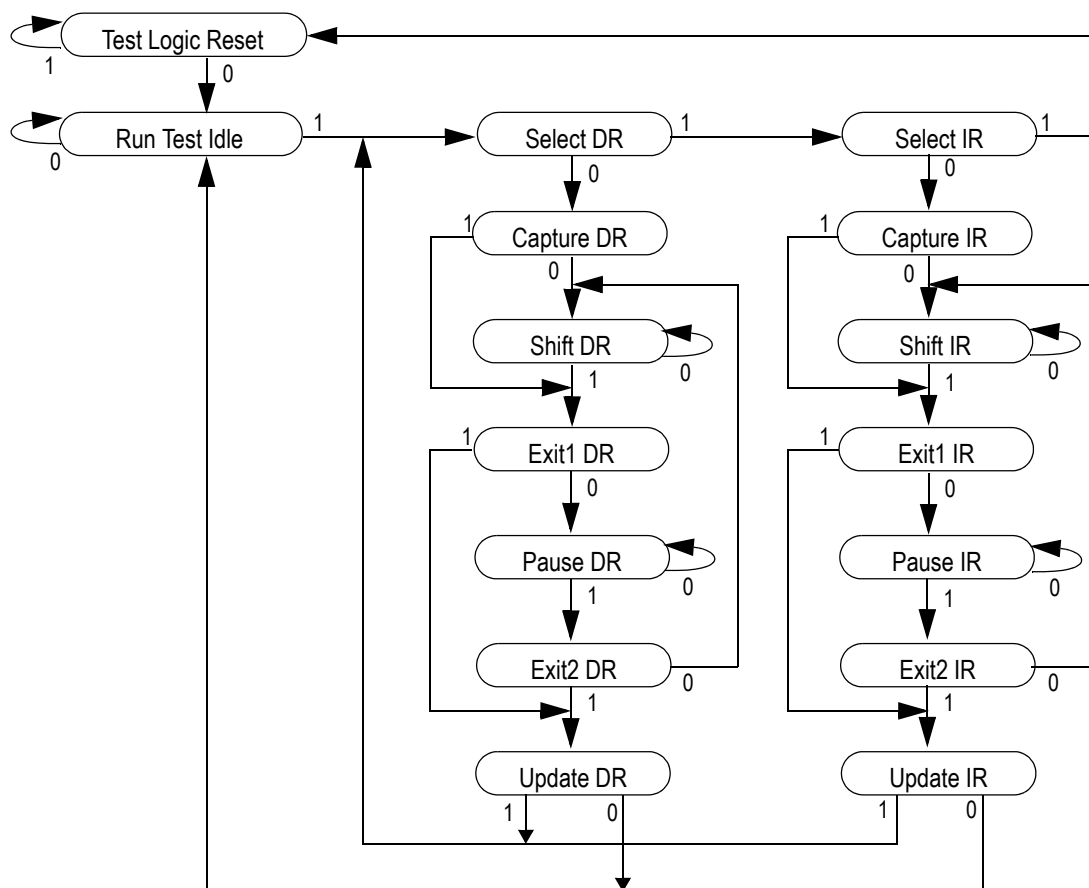 Test Logic Reset
1
0
Run Test Idle
0
1
Select DR
1
0
Select IR
1
0
1
Capture DR
0
1
Capture IR
0
Shift DR
0
1
Shift IR
0
1
1
Exit1 DR
0
1
Exit1 IR
0
Pause DR
0
1
Pause IR
0
1
Exit2 DR
0
1
Exit2 IR
0
1
Update DR
1
0
Update IR
1
0